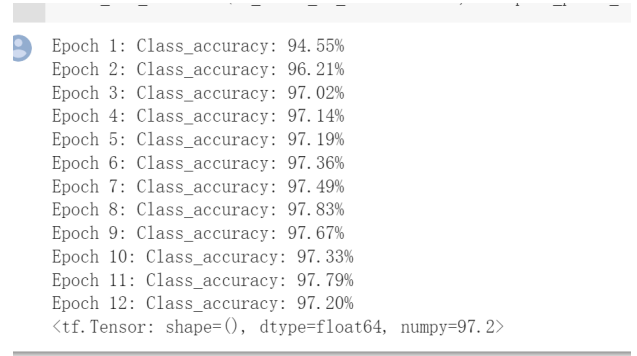 Epoch 1: Class_accuracy: 94.55%
Epoch 2: Class_accuracy: 96.21%
Epoch 3: Class_accuracy: 97.02%
Epoch 4: Class_accuracy: 97.14%
Epoch 5: Class_accuracy: 97.19%
Epoch 6: Class_accuracy: 97.36%
Epoch 7: Class_accuracy: 97.49%
Epoch 8: Class_accuracy: 97.83%
Epoch 9: Class_accuracy: 97.67%
Epoch 10: Class_accuracy: 97.33%
Epoch 11: Class_accuracy: 97.79%
Epoch 12: Class_accuracy: 97.20%
<tf.Tensor: shape=(), dtype=float64, numpy=97.2>